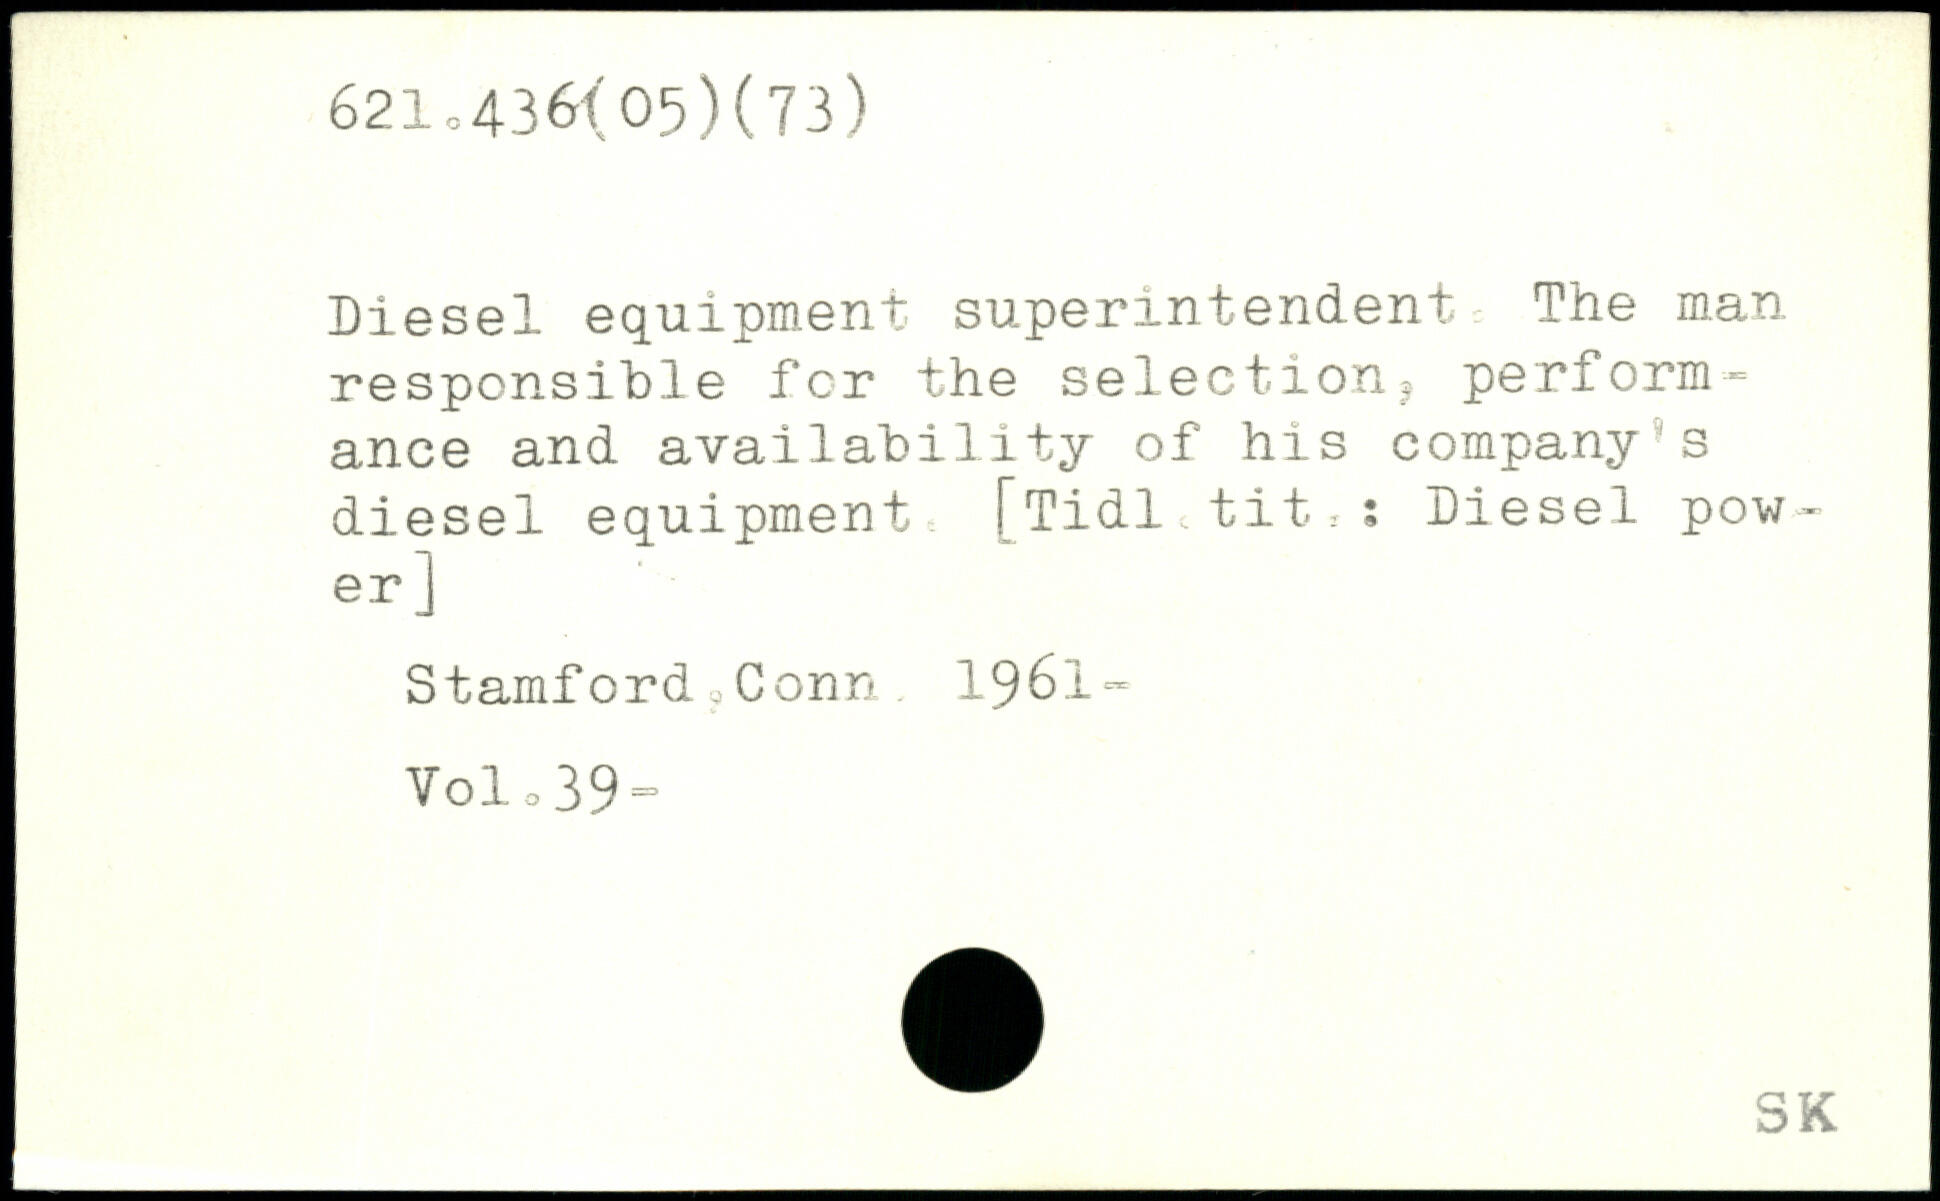 621.436(05)(73)
Diesel equipment superintendent. The man
responsible for the selection, perform-
ance and availability of his company's
diesel equipment. [Tidl.tit.: Diesel pow-
er]
Stamford,Conn. 1961-
Vol.39-
SK